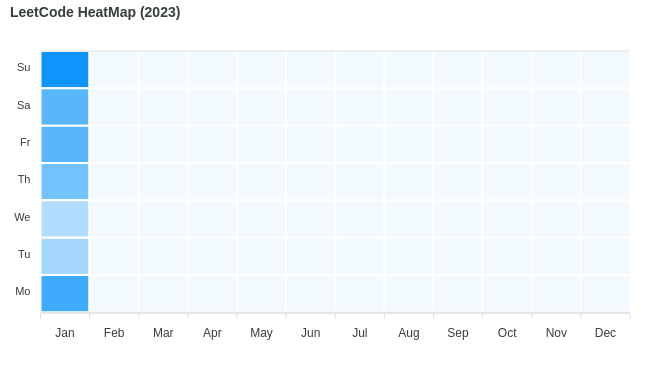 LeetCode HeatMap (2023)
Su
Sa
Fr
Th
We
Tu
Mo
Jan Feb Mar Apr May Jun Jul Aug Sep Oct Nov Dec